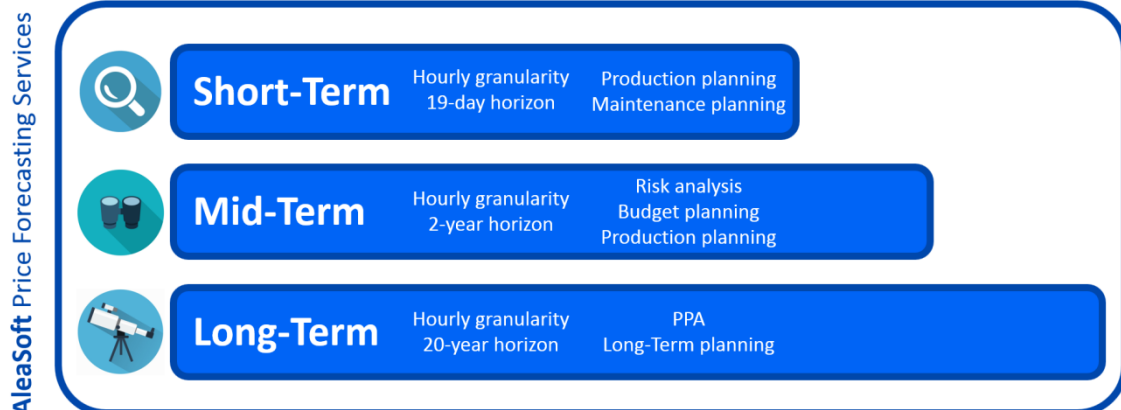 AleaSoft Price Forecasting Services
Short-Term
Hourly granularity
19-day horizon
Production planning
Maintenance planning
Mid-Term
Hourly granularity
2-year horizon
Risk analysis
Budget planning
Production planning
Long-Term
Hourly granularity
20-year horizon
PPA
Long-Term planning